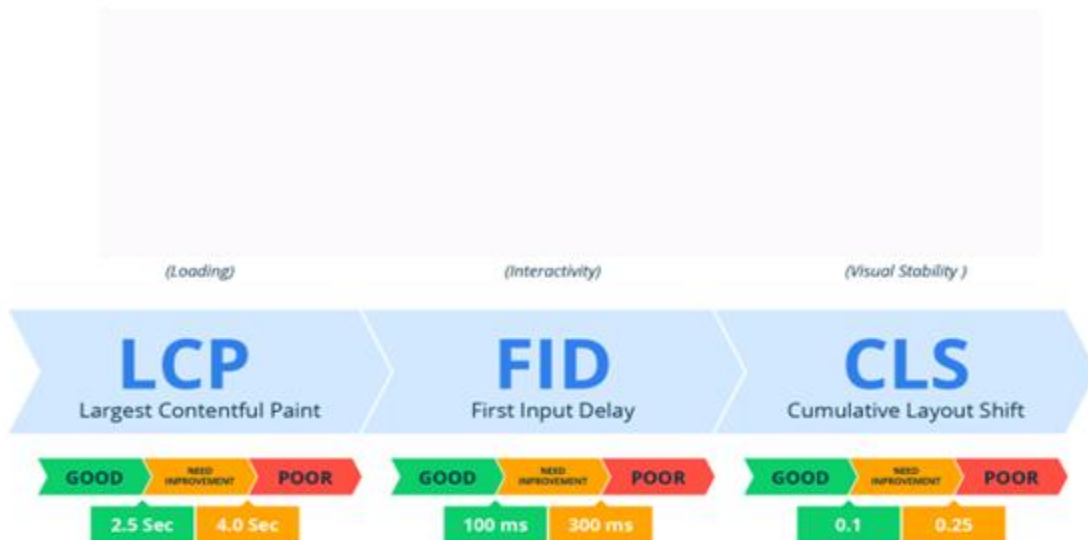 (Loading) (Interactivity) (Visual Stability )
LCP FID CLS
Largest Contentful Paint First Input Delay Cumulative Layout Shift
GOOD NEED IMPROVEMENT POOR GOOD NEED IMPROVEMENT POOR GOOD NEED IMPROVEMENT POOR
2.5 Sec 4.0 Sec 100 ms 300 ms 0.1 0.25